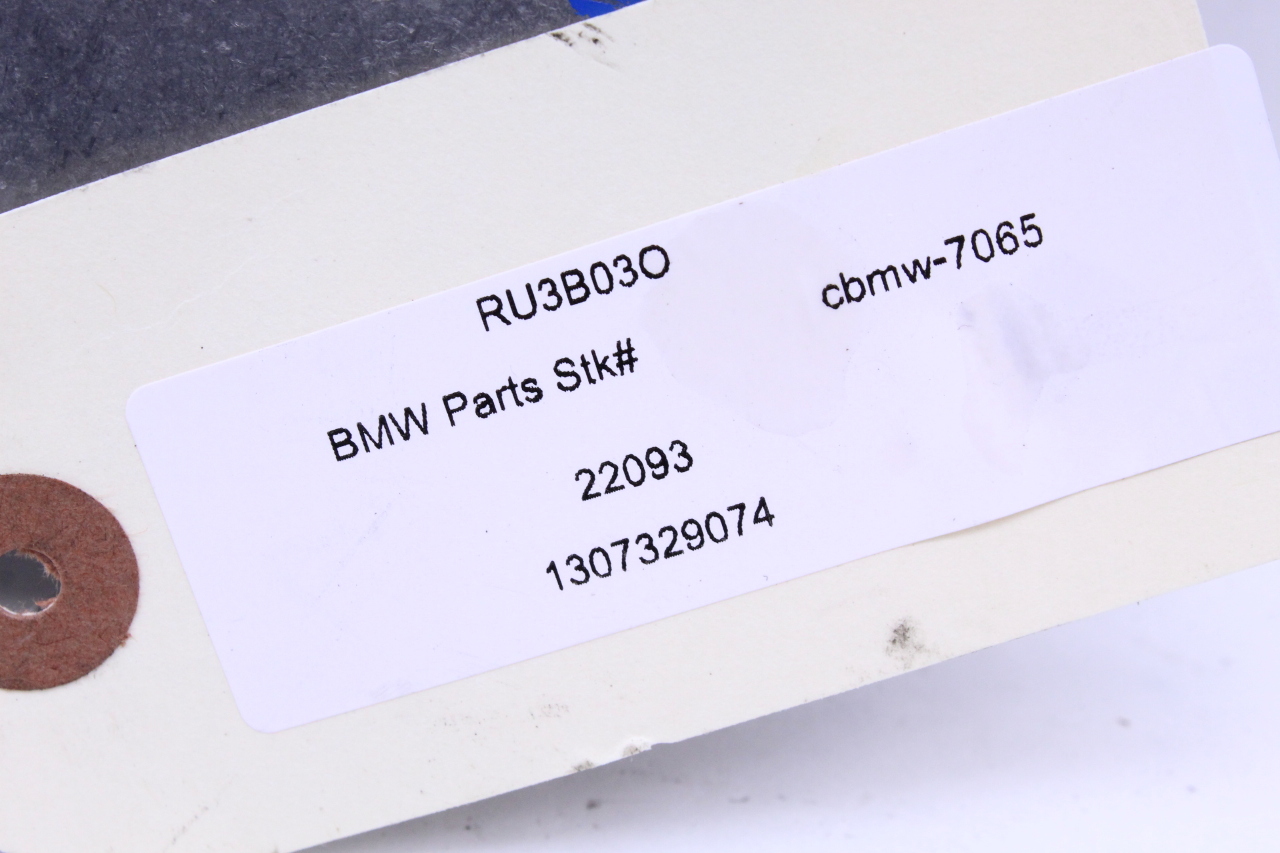 RU3B03O cbmw-7065
BMW Parts Stk#
22093
1307329074